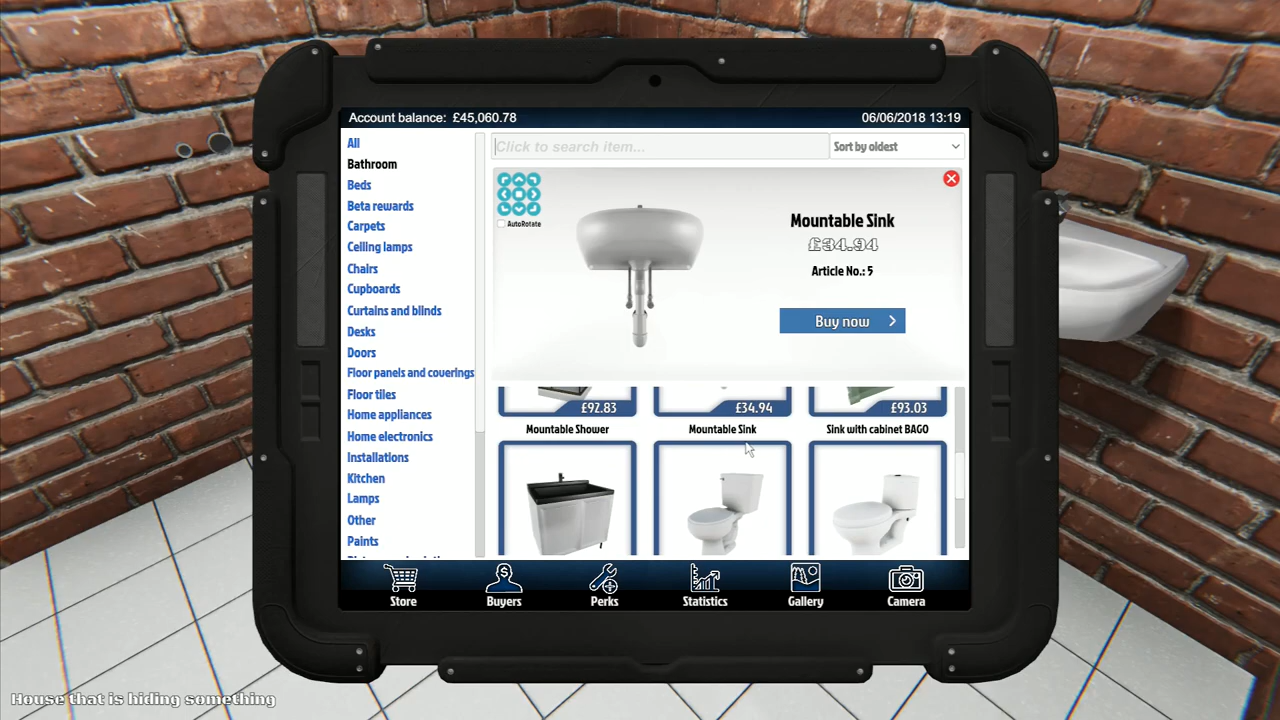 Account balance: £45,060.78
06/06/2018 13:19
All
Bathroom
Beds
Beta rewards
Carpets
Ceiling lamps
Chairs
Cupboards
Curtains and blinds
Desks
Doors
Floor panels and coverings
Floor tiles
Home appliances
Home electronics
Installations
Kitchen
Lamps
Other
Paints
Click to search item...
Sort by oldest
AutoRotate
Mountable Sink
£34.94
Article No.: 5
Buy now
£92.83
£34.94
£93.03
Mountable Shower
Mountable Sink
Sink with cabinet BAGO
Store
Buyers
Perks
Statistics
Gallery
Camera
House that is hiding something